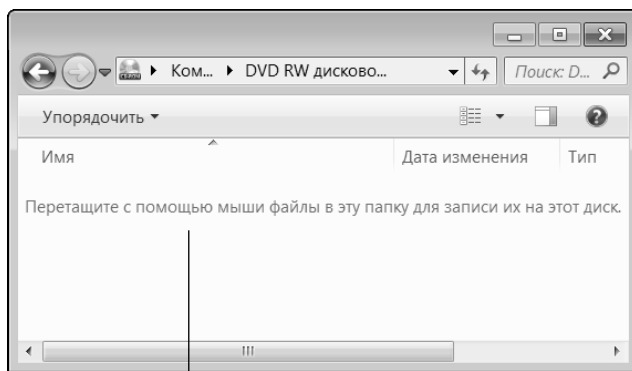 Ком... DVD RW дисково... Поиск: D...
Упорядочить
Имя Дата изменения Тип
Перетащите с помощью мыши файлы в эту папку для записи их на этот диск.